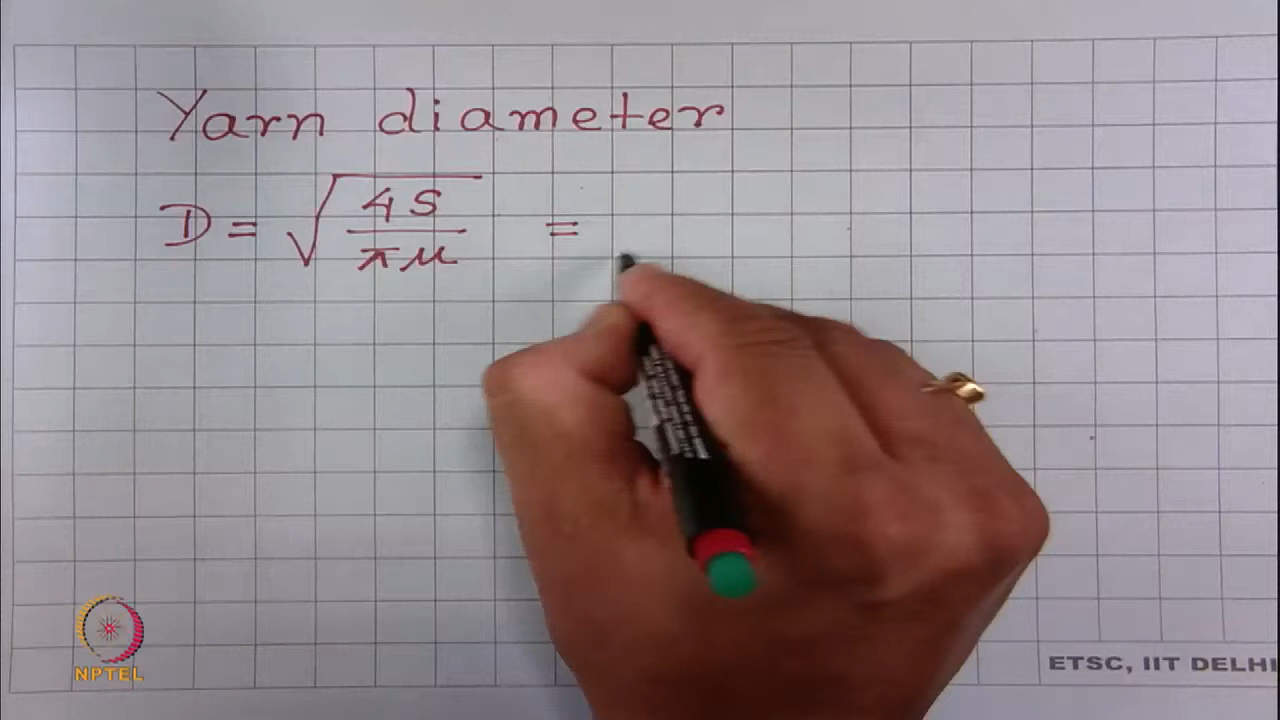 Yarn diameter
D = √(4S/πμ) =
NPTEL
ETSC, IIT DELHI